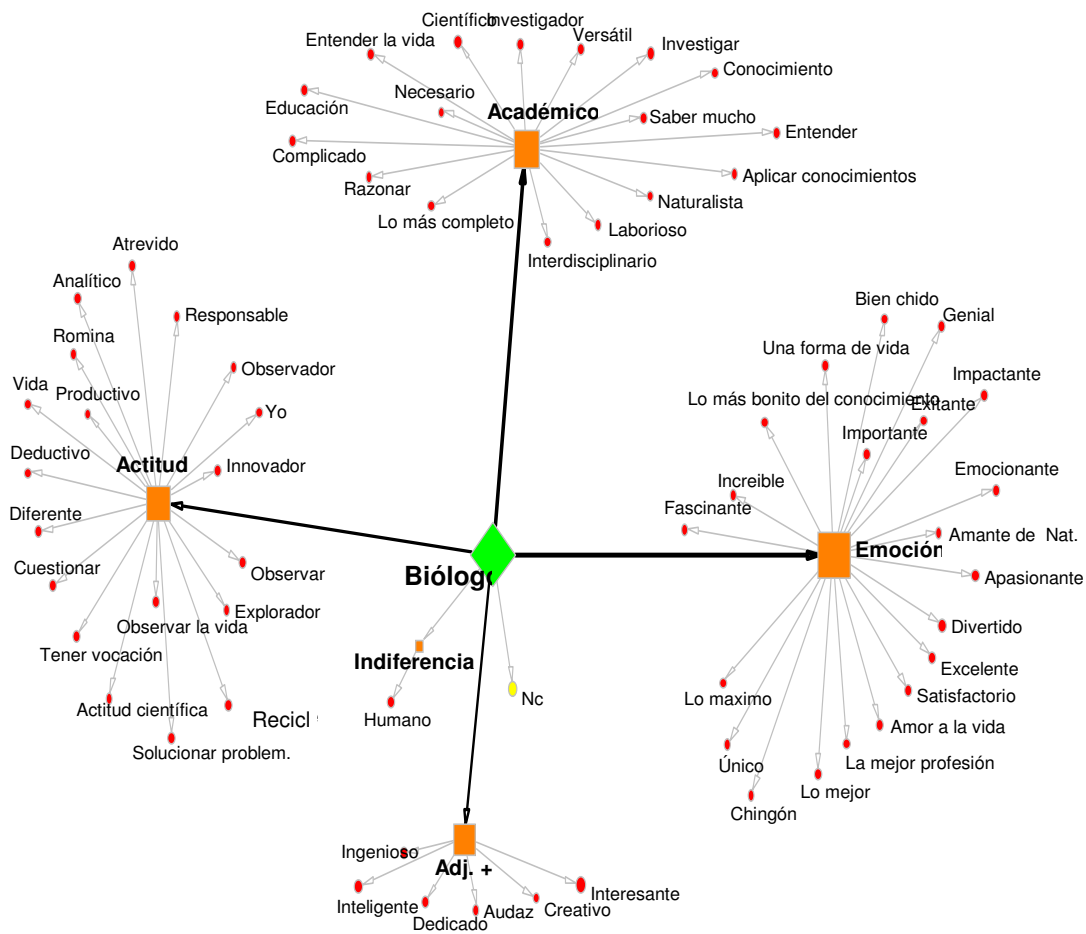 Científico
Investigador
Versátil
Entender la vida
Investigar
Conocimiento
Necesario
Educación
Académico
Saber mucho
Entender
Complicado
Razonar
Aplicar conocimientos
Naturalista
Lo más completo
Laborioso
Interdisciplinario
Atrevido
Analítico
Responsable
Romina
Observador
Vida
Productivo
Yo
Deductivo
Actitud
Innovador
Diferente
Cuestionar
Observar
Explorador
Observar la vida
Tener vocación
Actitud científica
Recicl
Solucionar problem.
Bien chido
Genial
Una forma de vida
Impactante
Lo más bonito del conocimiento
Exitante
Importante
Emocionante
Increible
Fascinante
Amante de Nat.
Emoción
Apasionante
Divertido
Excelente
Satisfactorio
Lo maximo
Amor a la vida
Único
La mejor profesión
Lo mejor
Chingón
Biólogo
Indiferencia
Humano
Nc
Ingenioso
Adj. +
Inteligente
Dedicado
Audaz
Creativo
Interesante